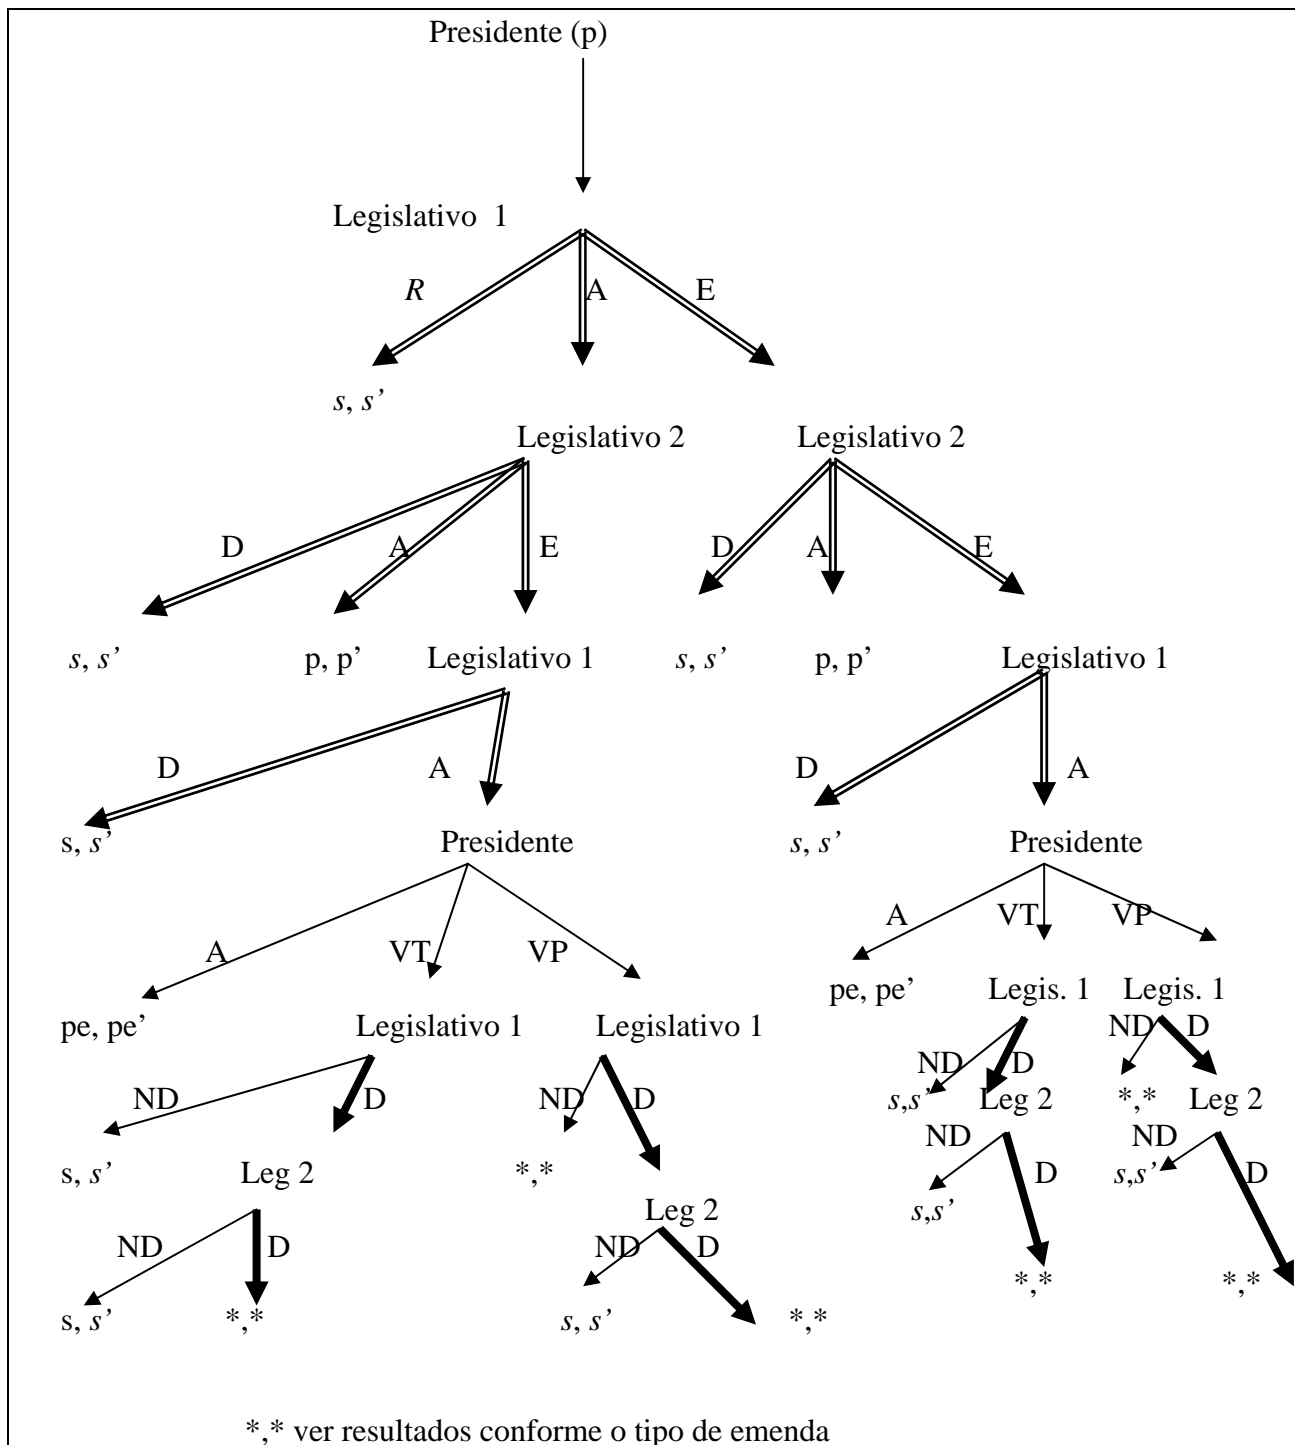 Presidente (p)
Legislativo 1
R A E
s, s’
Legislativo 2 Legislativo 2
D A E D A E
s, s’ p, p’ Legislativo 1 s, s’ p, p’ Legislativo 1
D A D A
s, s’ s, s’
Presidente Presidente
A VT VP
A VT VP
pe, pe’ Legis. 1 Legis. 1
pe, pe’ Legislativo 1 Legislativo 1 ND D
ND D
ND D ND D s,s’ Leg 2 *,* Leg 2
ND D ND D
s, s’ Leg 2 *,* s,s’
Leg 2 s,s’
ND D ND D
*,* *,*
s, s’ *,* s, s’ *,*
*,* ver resultados conforme o tipo de emenda